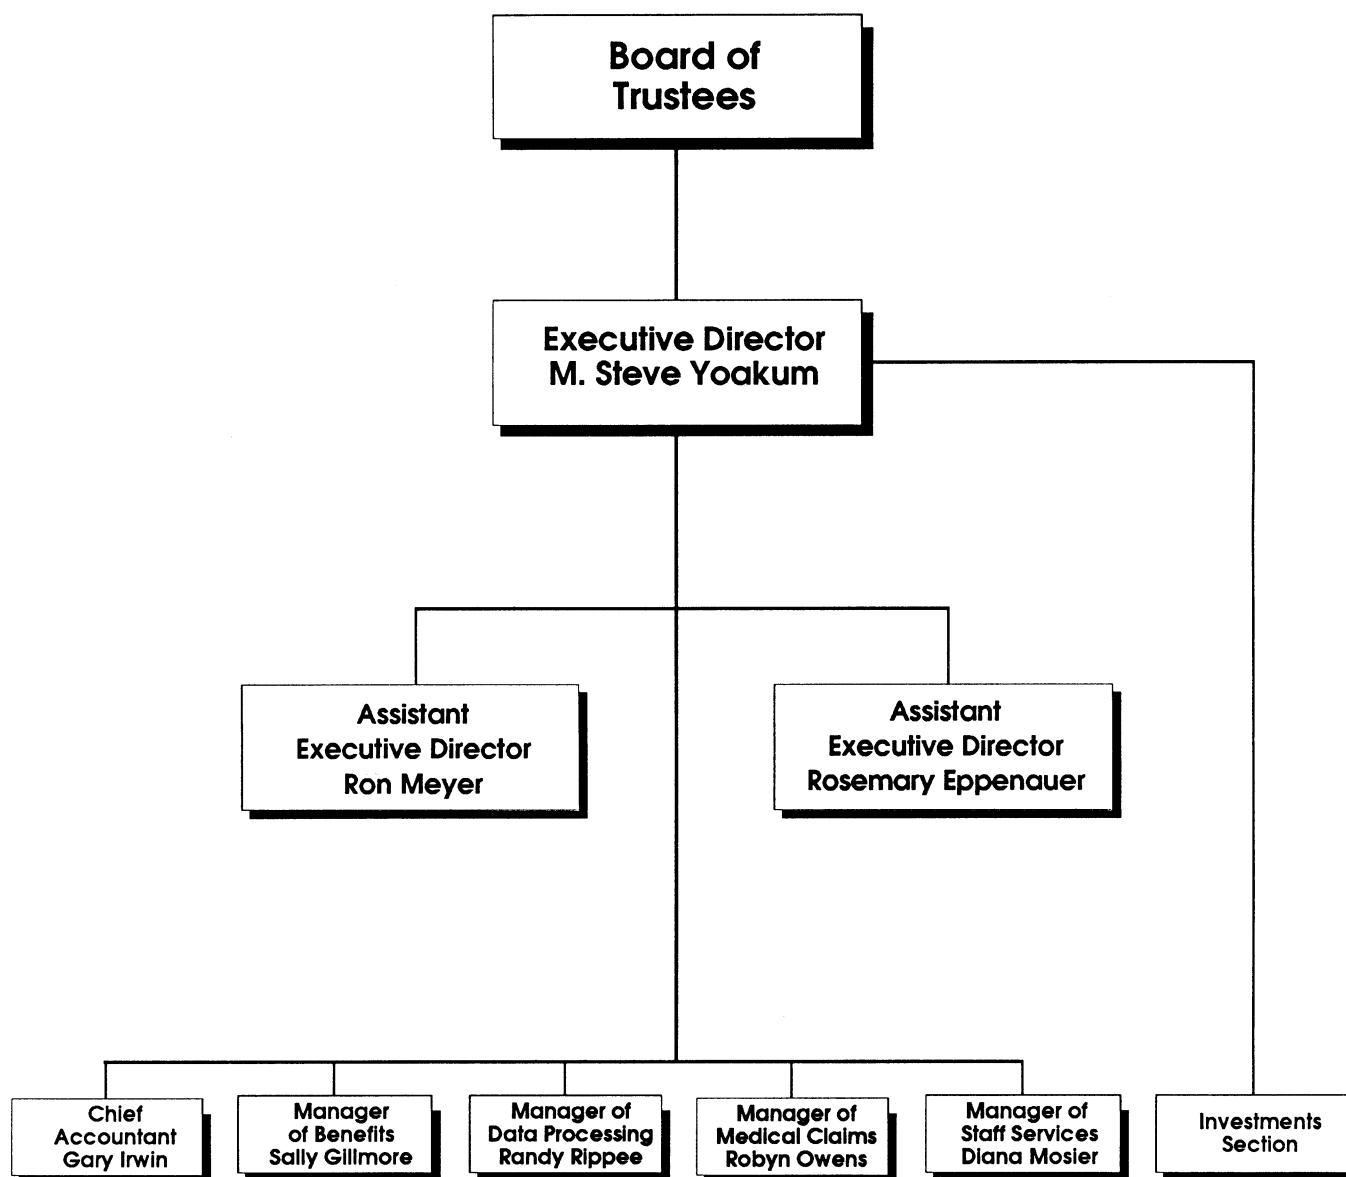 Board of
Trustees
Executive Director
M. Steve Yoakum
Assistant
Executive Director
Ron Meyer
Assistant
Executive Director
Rosemary Eppenauer
Chief
Accountant
Gary Irwin
Manager
of Benefits
Sally Gillmore
Manager of
Data Processing
Randy Rippee
Manager of
Medical Claims
Robyn Owens
Manager of
Staff Services
Diana Mosier
Investments
Section